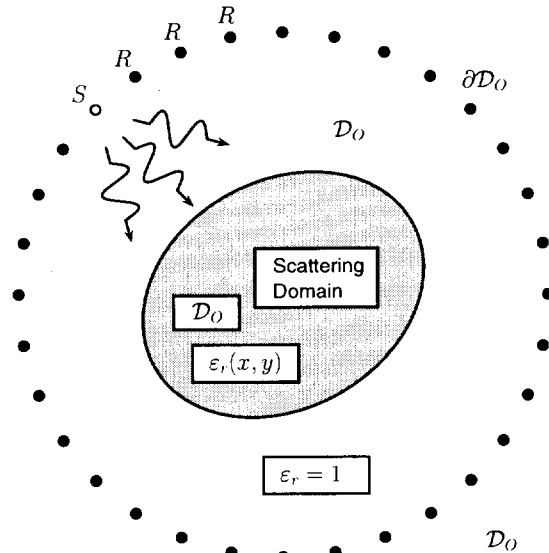 R
R
R
S
∂𝒟_O
𝒟_O
Scattering
Domain
𝒟_O
ε_r(x, y)
ε_r = 1
𝒟_O